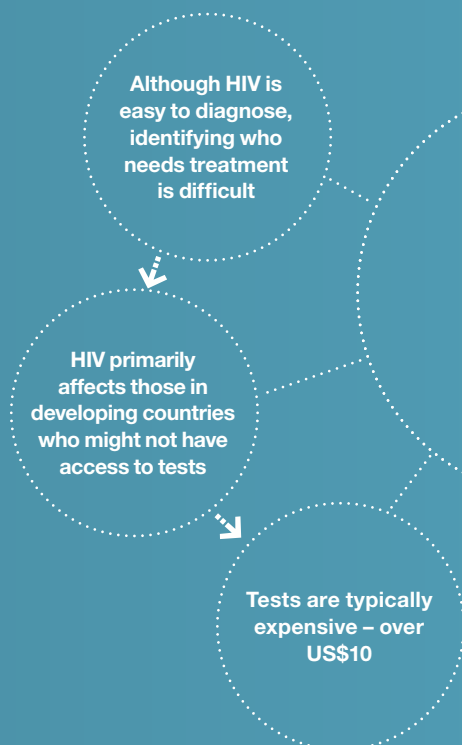 Although HIV is
easy to diagnose,
identifying who
needs treatment
is difficult
HIV primarily
affects those in
developing countries
who might not have
access to tests
Tests are typically
expensive – over
US$10